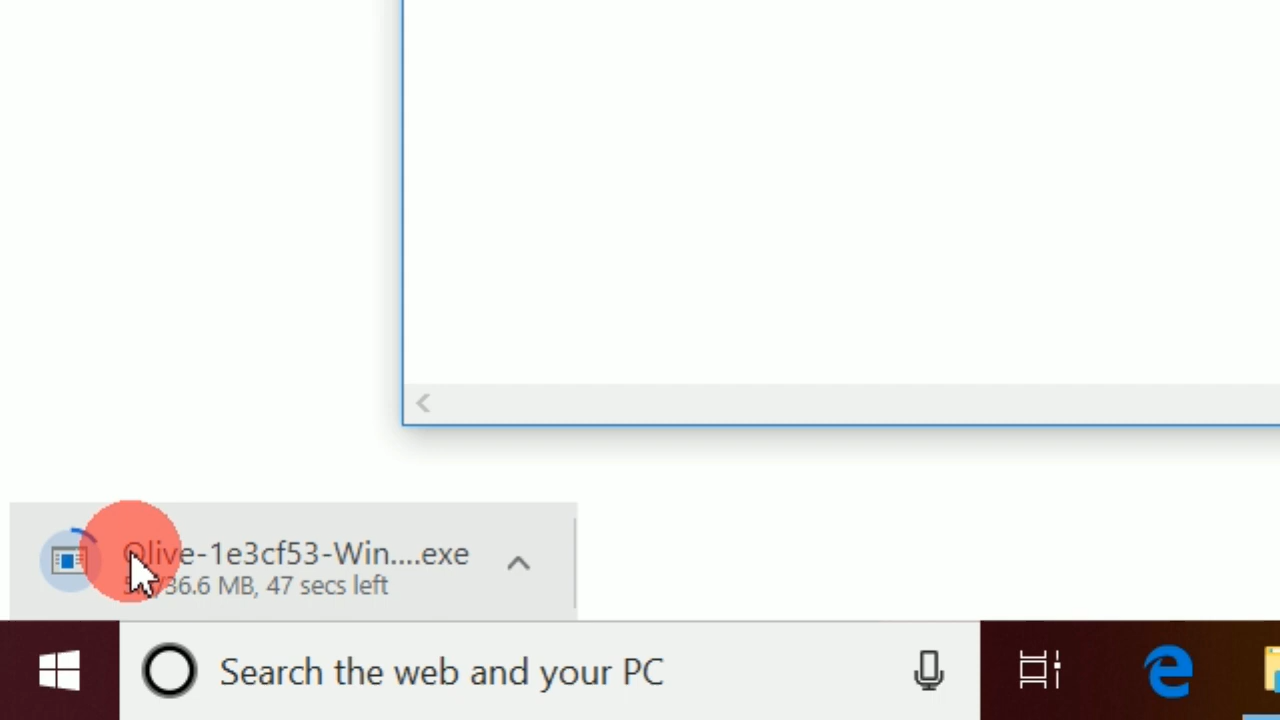 Olive-1e3cf53-Win....exe
/36.6 MB, 47 secs left
Search the web and your PC